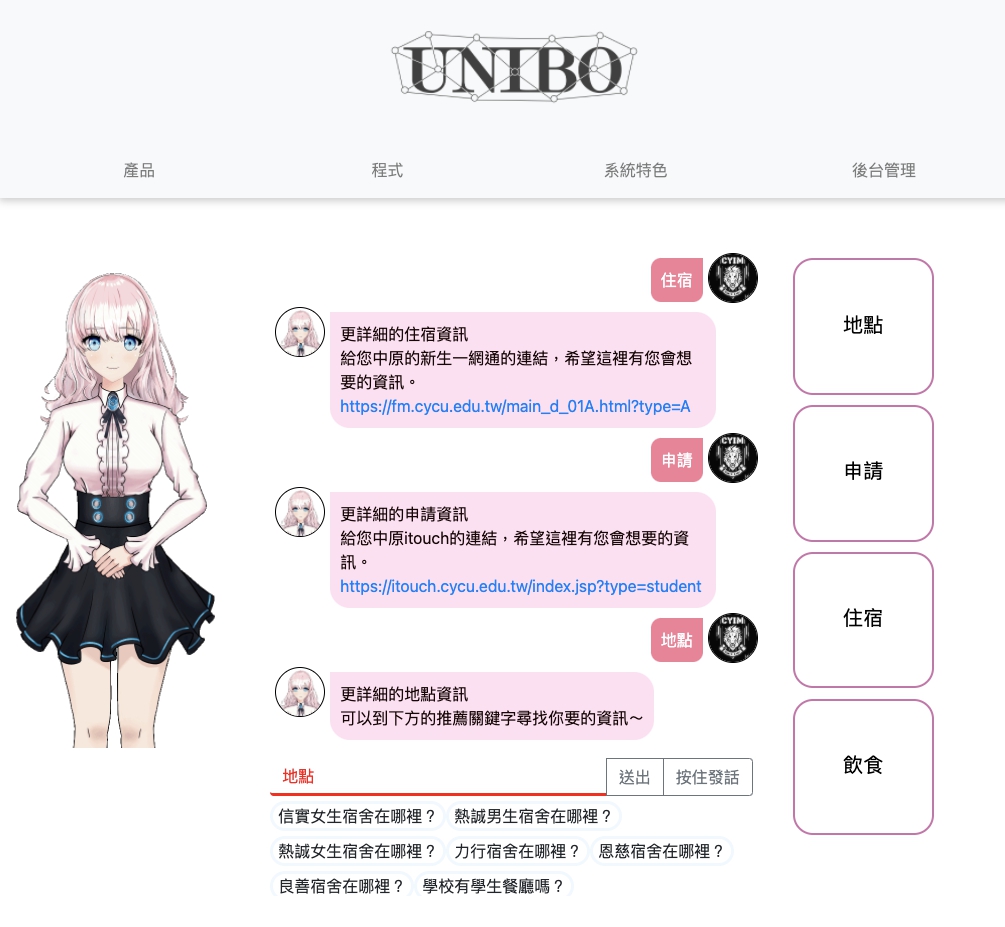 UNIBO
產品
程式
系統特色
後台管理
住宿
CYIM
更詳細的住宿資訊
給您中原的新生一網通的連結，希望這裡有您會想
要的資訊。
https://fm.cycu.edu.tw/main_d_01A.html?type=A
申請
CYIM
更詳細的申請資訊
給您中原itouch的連結，希望這裡有您會想要的資
訊。
https://itouch.cycu.edu.tw/index.jsp?type=student
地點
CYIM
更詳細的地點資訊
可以到下方的推薦關鍵字尋找你要的資訊～
地點
送出
按住發話
信實女生宿舍在哪裡？
熱誠男生宿舍在哪裡？
熱誠女生宿舍在哪裡？
力行宿舍在哪裡？
恩慈宿舍在哪裡？
良善宿舍在哪裡？
學校有學生餐廳嗎？
地點
申請
住宿
飲食